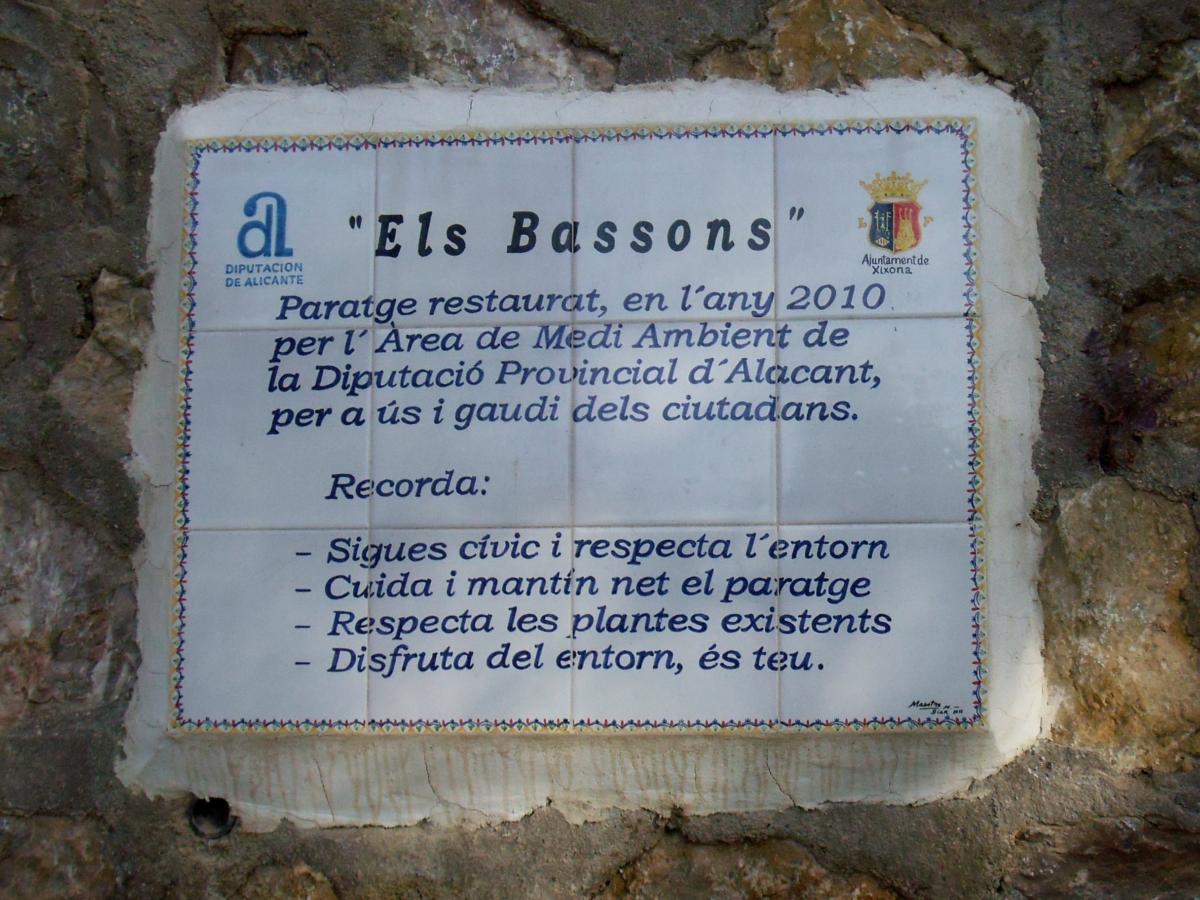 "Els Bassons"
DIPUTACION
DE ALICANTE
Ajuntament de
Xixona
Paratge restaurat, en l´any 2010
per l´ Àrea de Medi Ambient de
la Diputació Provincial d´Alacant,
per a ús i gaudi dels ciutadans.
Recorda:
- Sigues cívic i respecta l´entorn
- Cuida i mantín net el paratge
- Respecta les plantes existents
- Disfruta del entorn, és teu.